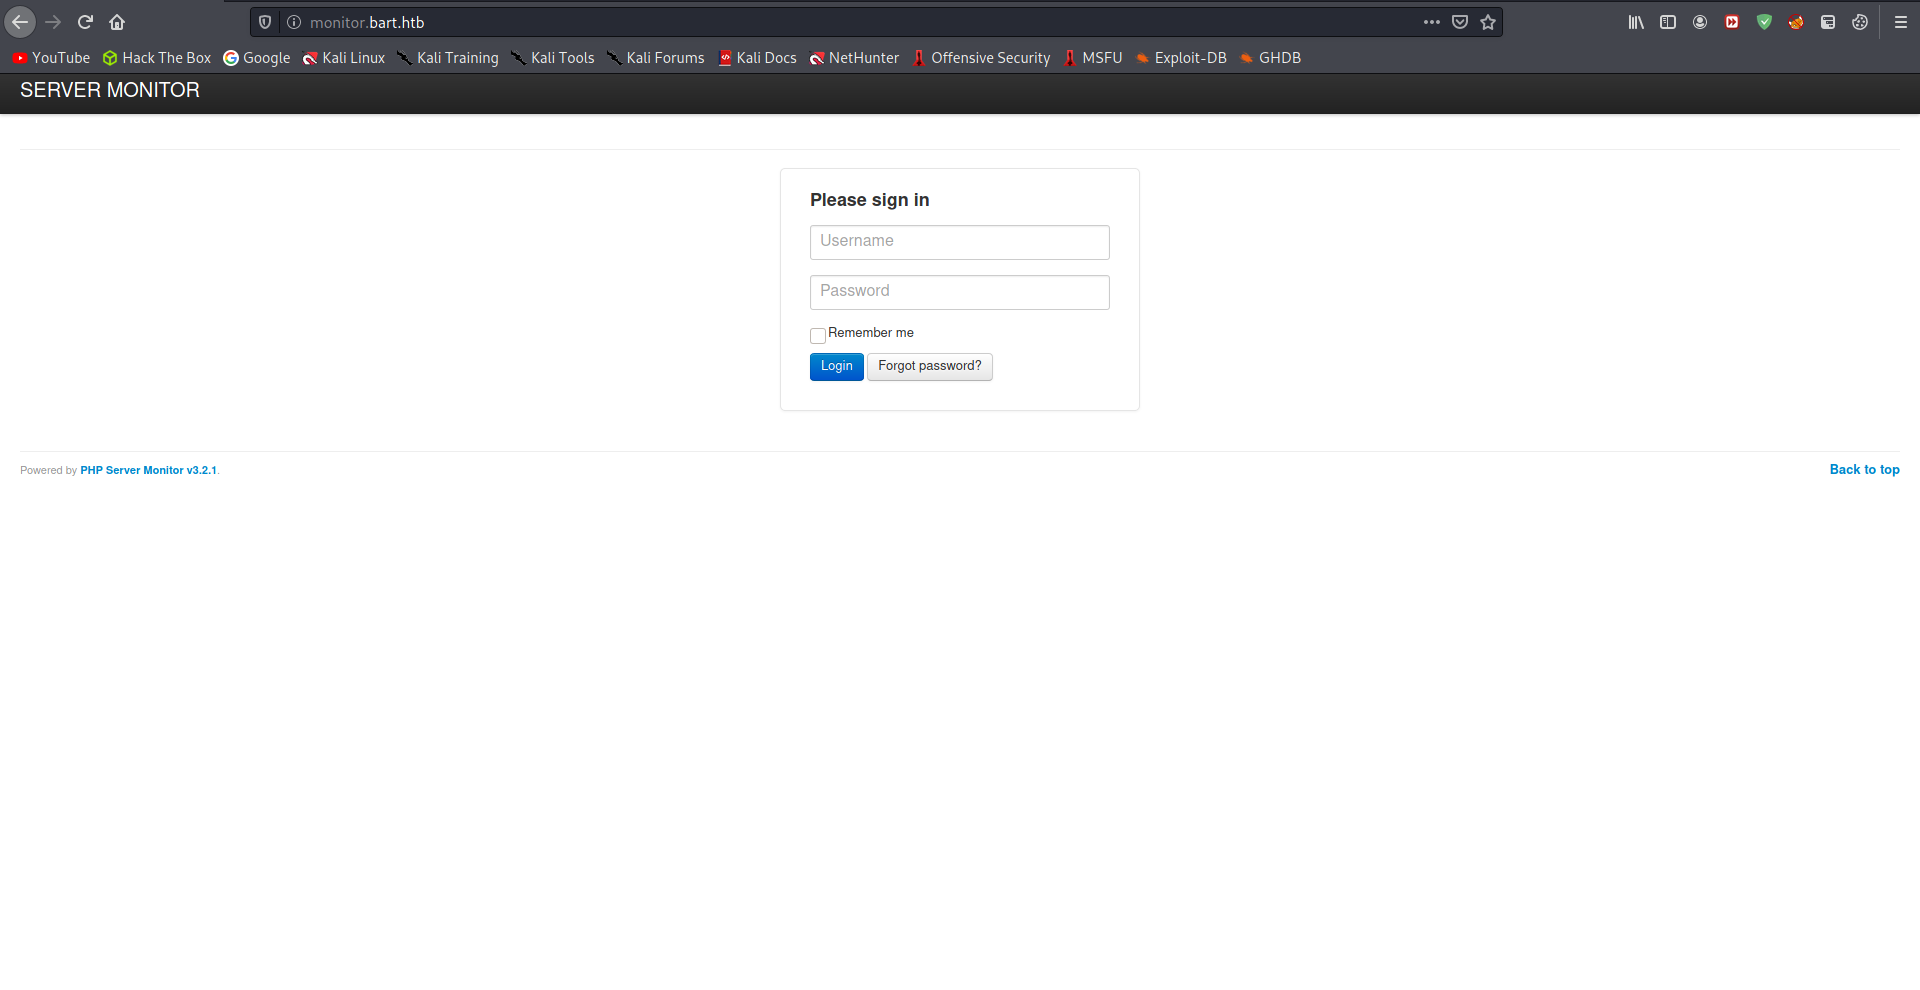 monitor.bart.htb
YouTube Hack The Box Google Kali Linux Kali Training Kali Tools Kali Forums Kali Docs NetHunter Offensive Security MSFU Exploit-DB GHDB
SERVER MONITOR
Please sign in
Username
Password
Remember me
Login Forgot password?
Powered by PHP Server Monitor v3.2.1. Back to top